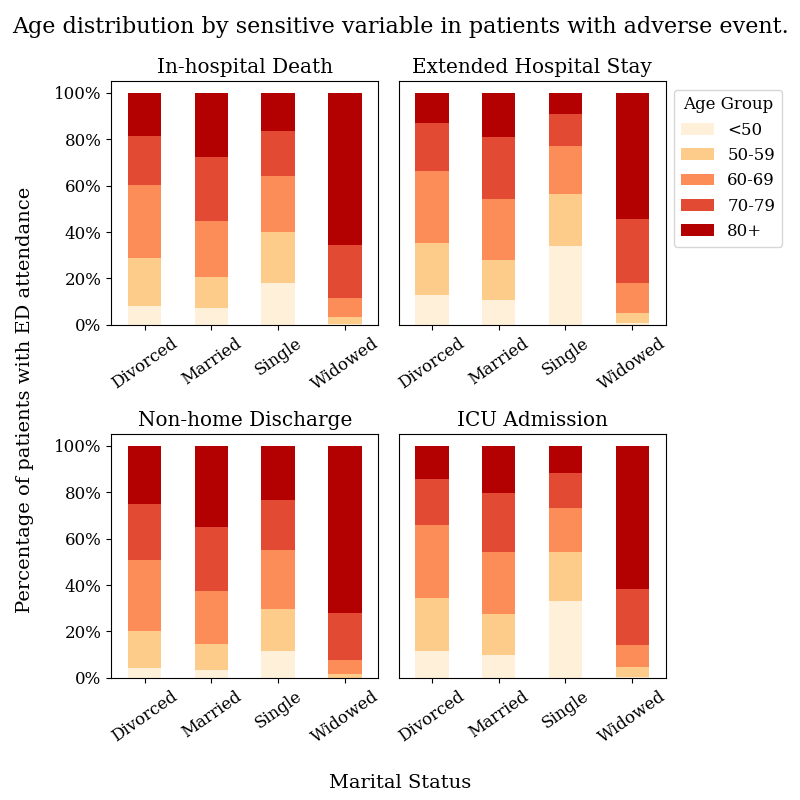 Age distribution by sensitive variable in patients with adverse event.
In-hospital Death
Extended Hospital Stay
100%
80%
60%
40%
20%
0%
Divorced
Married
Single
Widowed
Divorced
Married
Single
Widowed
Age Group
<50
50-59
60-69
70-79
80+
Percentage of patients with ED attendance
Non-home Discharge
ICU Admission
100%
80%
60%
40%
20%
0%
Divorced
Married
Single
Widowed
Divorced
Married
Single
Widowed
Marital Status